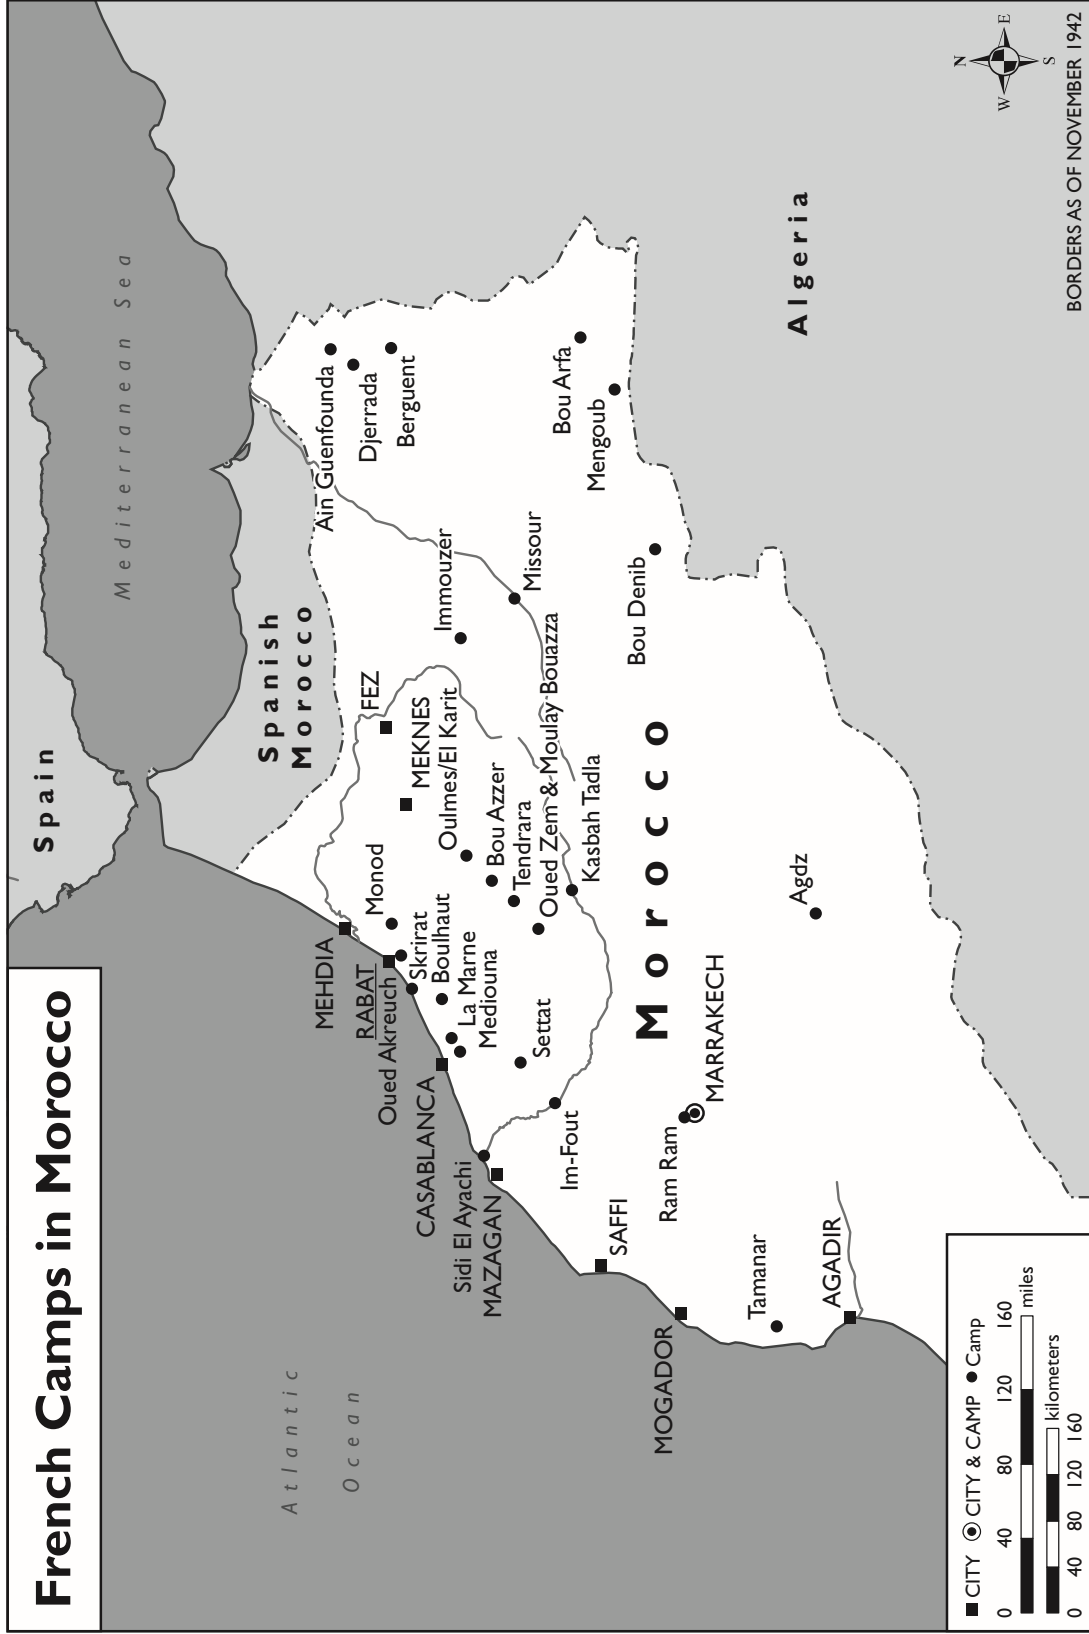 French Camps in Morocco
Spain
Mediterranean Sea
Spanish
Morocco
Atlantic
Ocean
MEHDIA
Monod
FEZ
MEKNES
RABAT
Oued Akreuch
Skrirat
Boulhaut
La Marne
Mediouna
CASABLANCA
Sidi El Ayachi
MAZAGAN
Settat
Im-Fout
Oulmes/El Karit
Bou Azzer
Tendrara
Oued Zem & Moulay Bouazza
Kasbah Tadla
Immouzer
Missour
Ain Guenfounda
Djerrada
Berguent
Bou Arfa
Mengoub
Bou Denib
Morocco
Algeria
SAFFI
Ram Ram
MARRAKECH
MOGADOR
Tamanar
AGADIR
Agdz
N
W E
S
CITY CITY & CAMP Camp
0 40 80 120 160
miles
kilometers
0 40 80 120 160
BORDERS AS OF NOVEMBER 1942